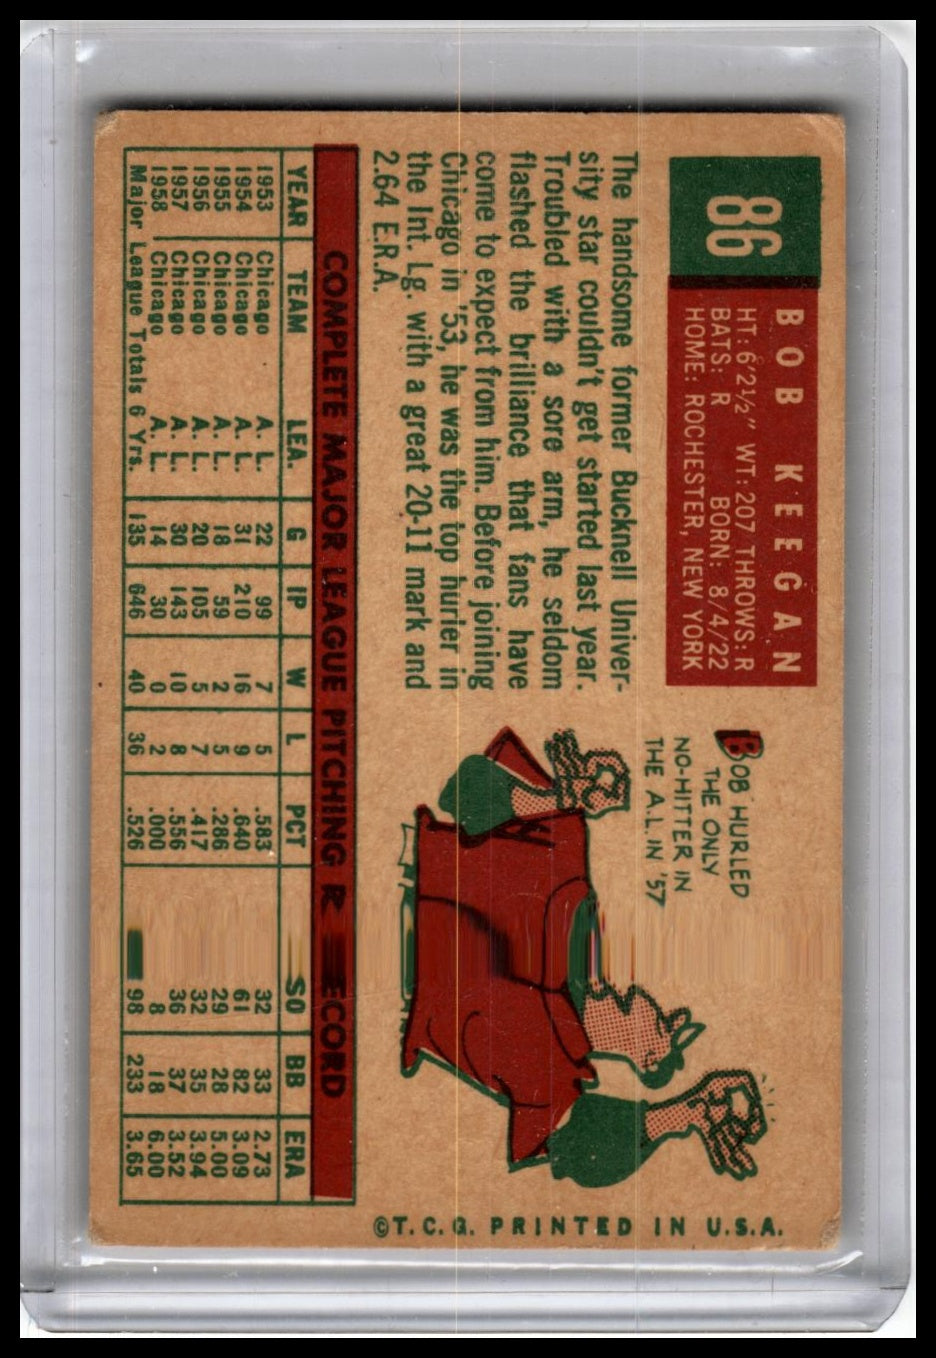 86
BOB KEGAN
HT: 6'2½" WT: 207 THROWS: R
BATS: R BORN: 8/4/22
HOME: ROCHESTER, NEW YORK
The handsome former Bucknell Univer-
sity star couldn't get started last year.
Troubled with a sore arm, he seldom
flashed the brilliance that fans have
come to expect from him. Before joining
Chicago in '53, he was the top hurler in
the Int. Lg. with a great 20-11 mark and
2.64 E.R.A.
BOB HURLED
THE ONLY
NO-HITTER IN
THE A.L. IN '57
COMPLETE MAJOR LEAGUE PITCHING RECORD
YEAR TEAM LEA. G IP W L PCT SO BB ERA
1953 Chicago A. L. 22 99 7 5 .583 32 33 2.73
1954 Chicago A. L. 31 210 16 9 .640 61 82 3.09
1955 Chicago A. L. 18 59 2 5 .286 29 28 5.00
1956 Chicago A. L. 20 105 5 7 .417 32 35 3.94
1957 Chicago A. L. 30 143 10 8 .556 36 37 3.52
1958 Chicago A. L. 14 30 0 2 .000 8 18 6.00
Major League Totals 6 Yrs. 135 646 40 36 .526 98 233 3.65
©T.C.G. PRINTED IN U.S.A.